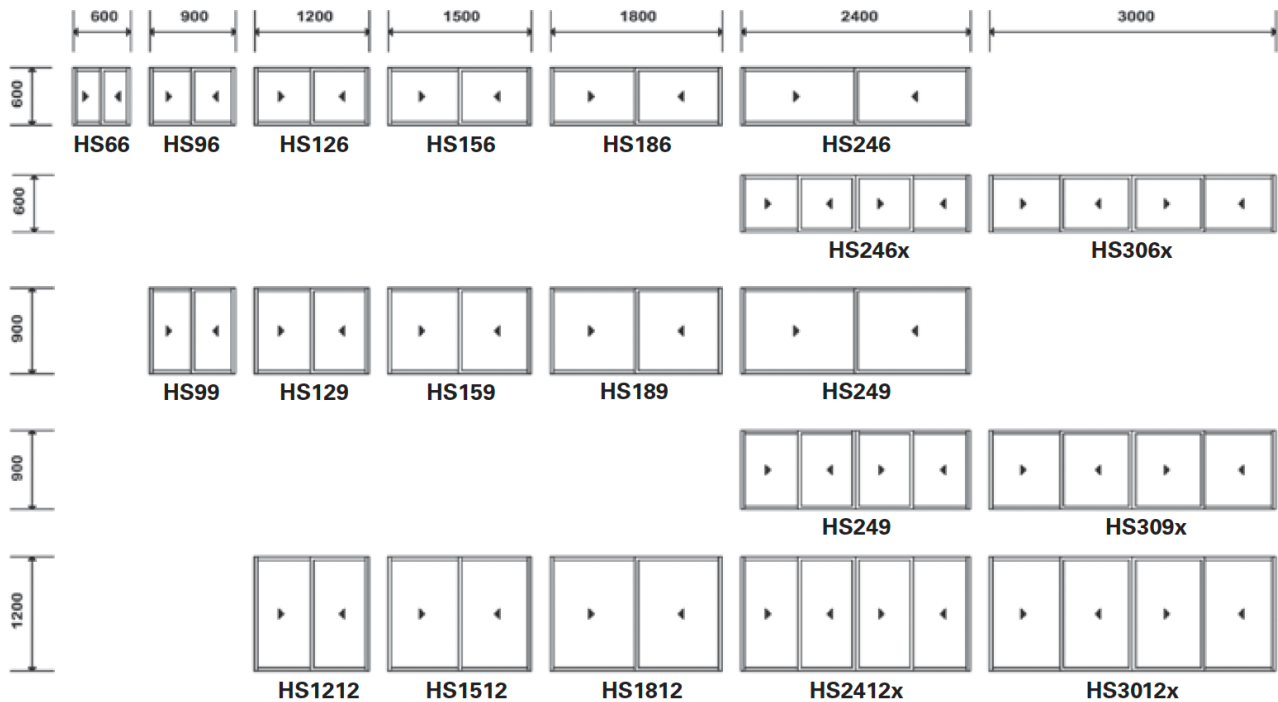 600 900 1200 1500 1800 2400 3000
600
HS66 HS96 HS126 HS156 HS186 HS246
600
HS246x HS306x
900
HS99 HS129 HS159 HS189 HS249
900
HS249 HS309x
1200
HS1212 HS1512 HS1812 HS2412x HS3012x